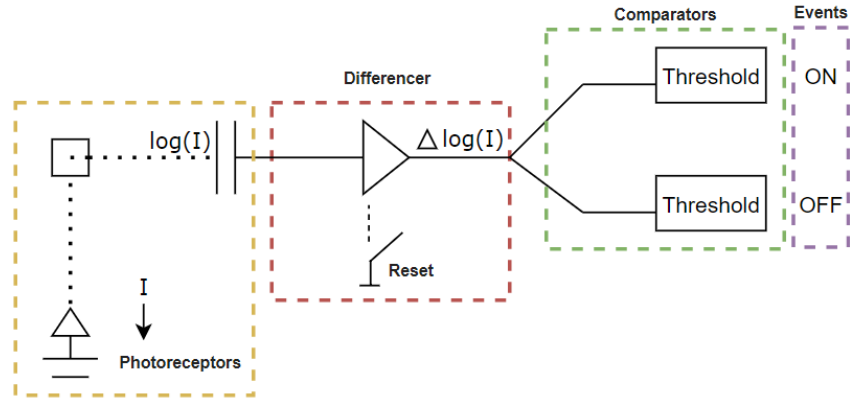 Comparators
Events
Differencer
Threshold
ON
log(I)
△ log(I)
Threshold
OFF
Reset
I
Photoreceptors